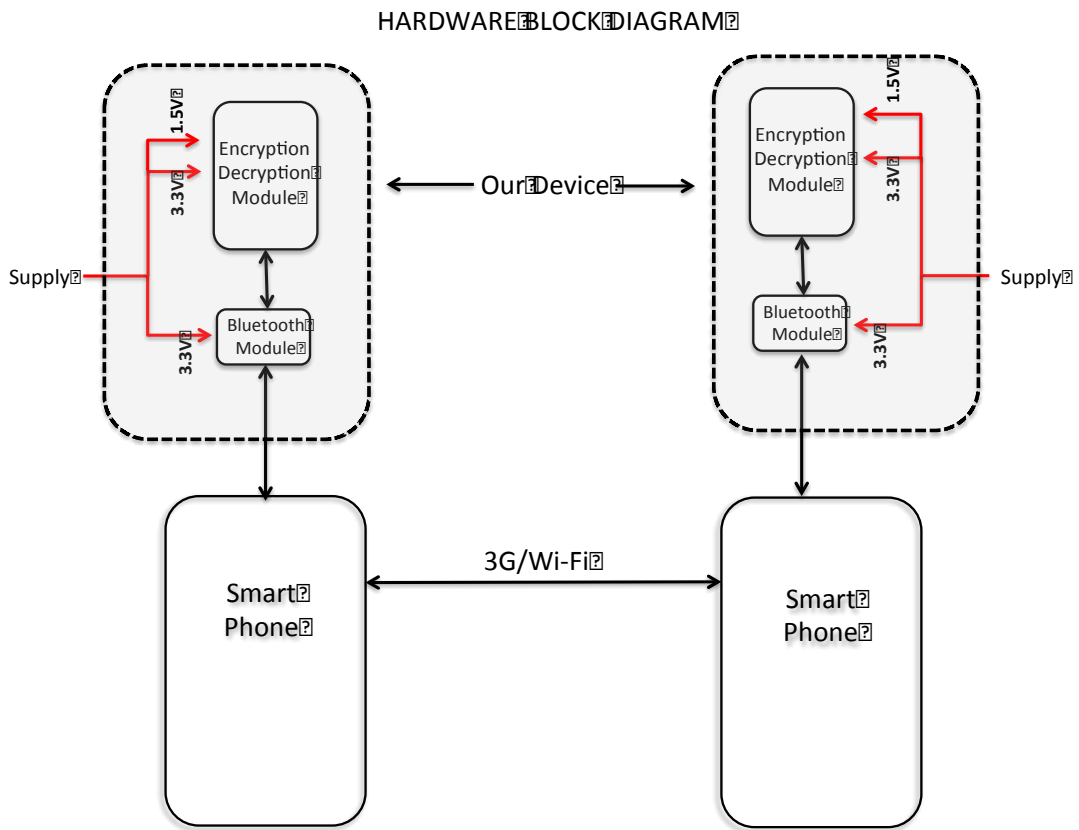 HARDWARE BLOCK DIAGRAM
1.5V
Encryption
Decryption
Module
3.3V
Supply
Bluetooth
Module
3.3V
Our Device
1.5V
Encryption
Decryption
Module
3.3V
Supply
Bluetooth
Module
3.3V
3G/Wi-Fi
Smart
Phone
Smart
Phone